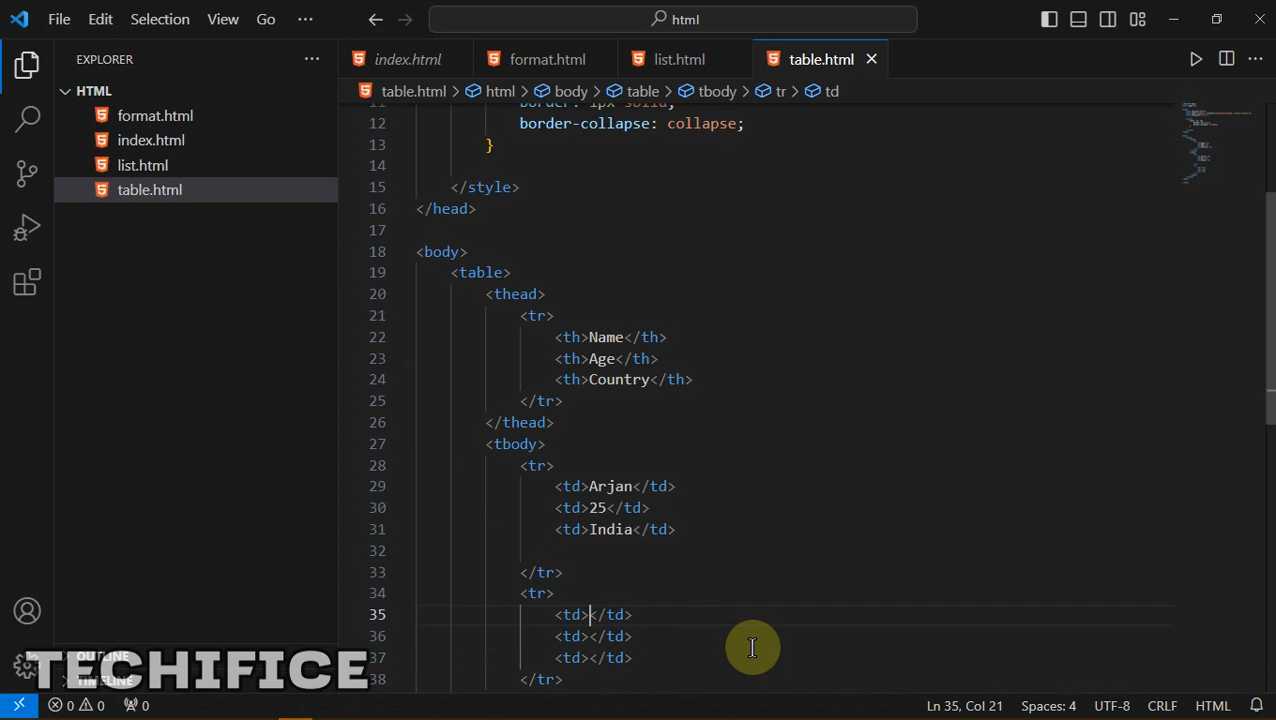 File Edit Selection View Go ··· html
EXPLORER ···
index.html format.html list.html table.html
HTML
format.html
index.html
list.html
table.html
table.html > html > body > table > tbody > tr > td
11 border: 1px solid;
12 border-collapse: collapse;
13 }
14
15 </style>
16 </head>
17
18 <body>
19 <table>
20 <thead>
21 <tr>
22 <th>Name</th>
23 <th>Age</th>
24 <th>Country</th>
25 </tr>
26 </thead>
27 <tbody>
28 <tr>
29 <td>Arjan</td>
30 <td>25</td>
31 <td>India</td>
32
33 </tr>
34 <tr>
35 <td></td>
36 <td></td>
37 <td></td>
38 </tr>
OUTLINE
TIMELINE
TECHIFICE
0 0 0 Ln 35, Col 21 Spaces: 4 UTF-8 CRLF HTML